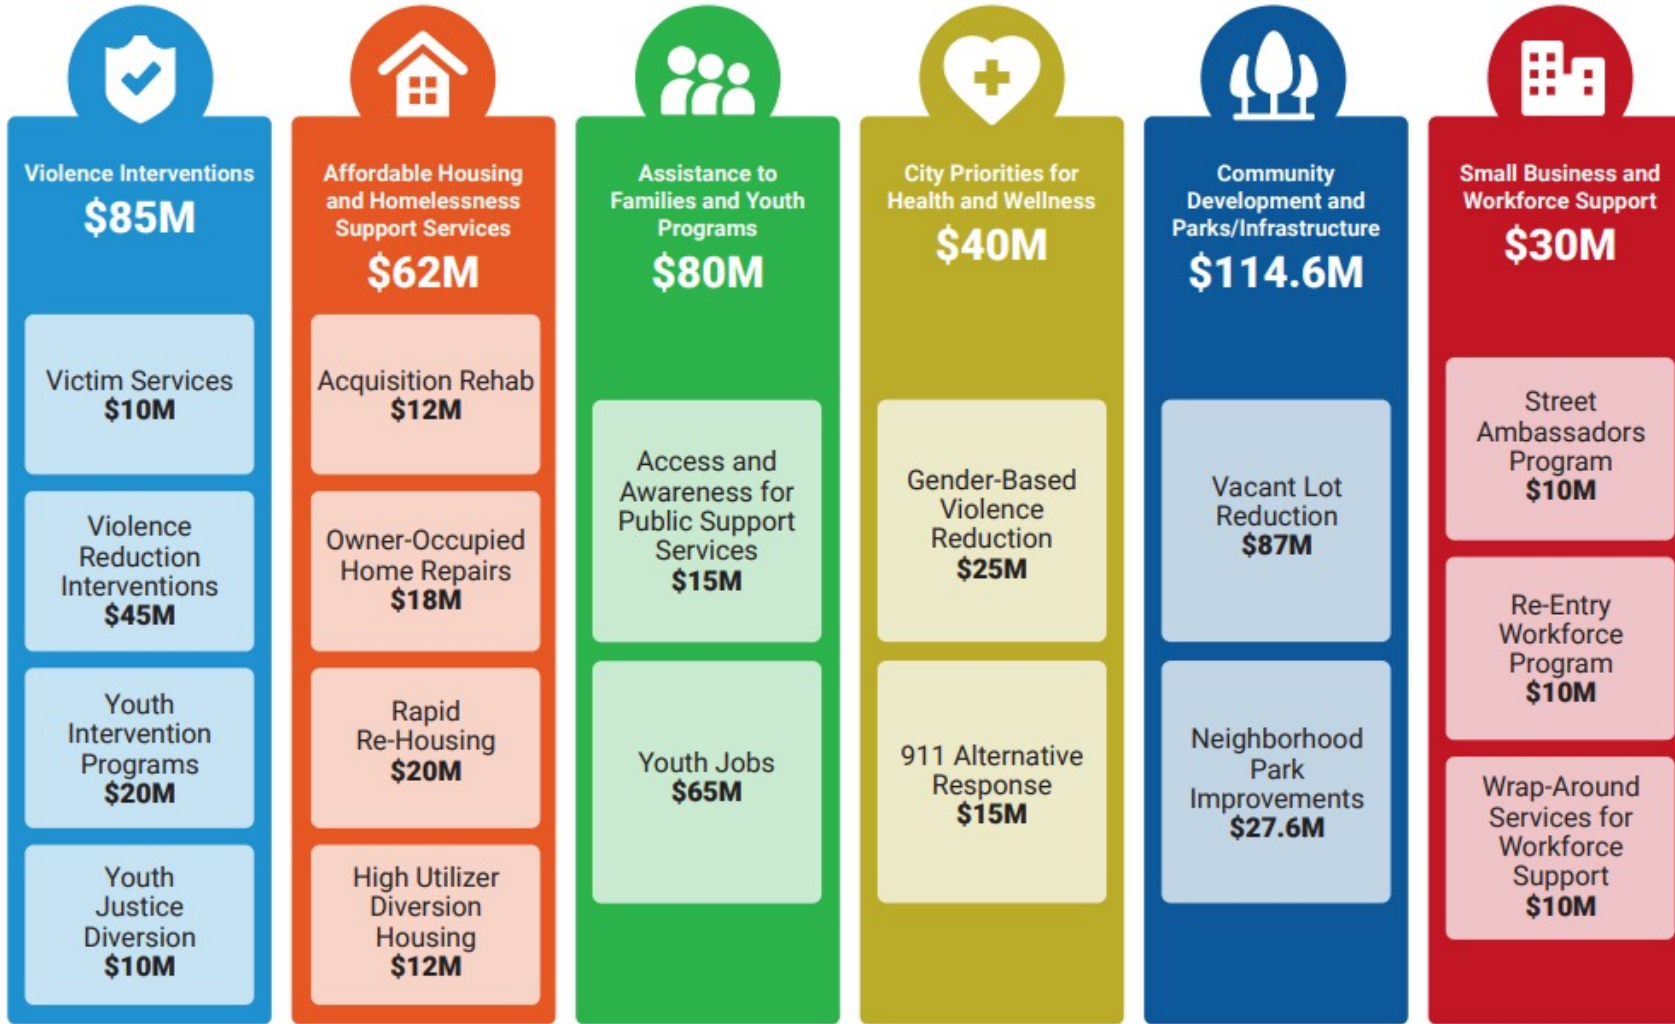 Violence Interventions
$85M
Victim Services
$10M
Violence
Reduction
Interventions
$45M
Youth
Intervention
Programs
$20M
Youth
Justice
Diversion
$10M
Affordable Housing
and Homelessness
Support Services
$62M
Acquisition Rehab
$12M
Owner-Occupied
Home Repairs
$18M
Rapid
Re-Housing
$20M
High Utilizer
Diversion
Housing
$12M
Assistance to
Families and Youth
Programs
$80M
Access and
Awareness for
Public Support
Services
$15M
Youth Jobs
$65M
City Priorities for
Health and Wellness
$40M
Gender-Based
Violence
Reduction
$25M
911 Alternative
Response
$15M
Community
Development and
Parks/Infrastructure
$114.6M
Vacant Lot
Reduction
$87M
Neighborhood
Park
Improvements
$27.6M
Small Business and
Workforce Support
$30M
Street
Ambassadors
Program
$10M
Re-Entry
Workforce
Program
$10M
Wrap-Around
Services for
Workforce
Support
$10M